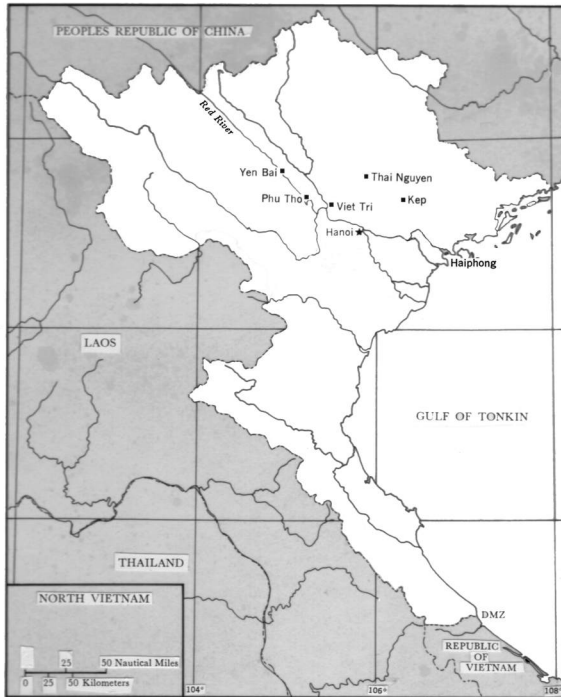 PEOPLES REPUBLIC OF CHINA
Red River
Yen Bai
Thai Nguyen
Phu Tho
Viet Tri
Kep
Hanoi
Haiphong
LAOS
GULF OF TONKIN
THAILAND
NORTH VIETNAM
DMZ
25 50 Nautical Miles
0 25 50 Kilometers
REPUBLIC
OF
VIETNAM
104° 106° 108°